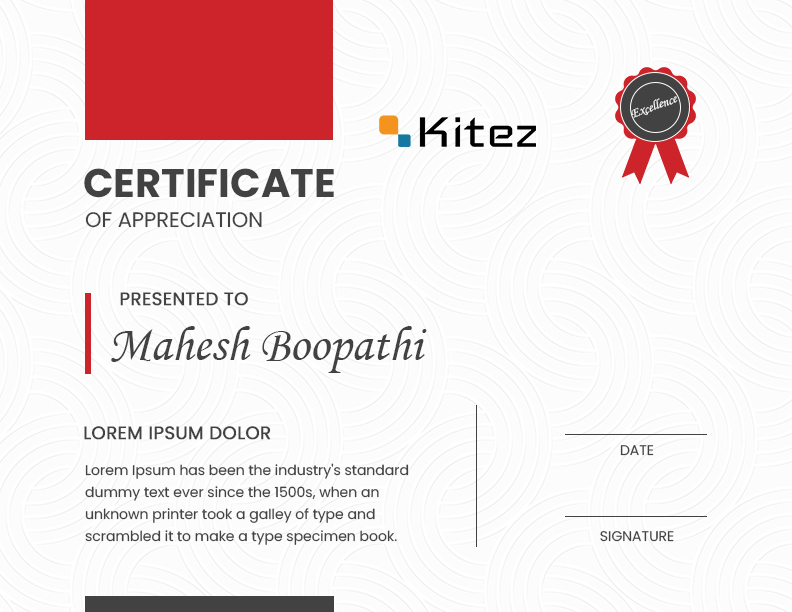 Kitez
Excellence
CERTIFICATE
OF APPRECIATION
PRESENTED TO
Mahesh Boopathi
LOREM IPSUM DOLOR
Lorem Ipsum has been the industry's standard
dummy text ever since the 1500s, when an
unknown printer took a galley of type and
scrambled it to make a type specimen book.
DATE
SIGNATURE